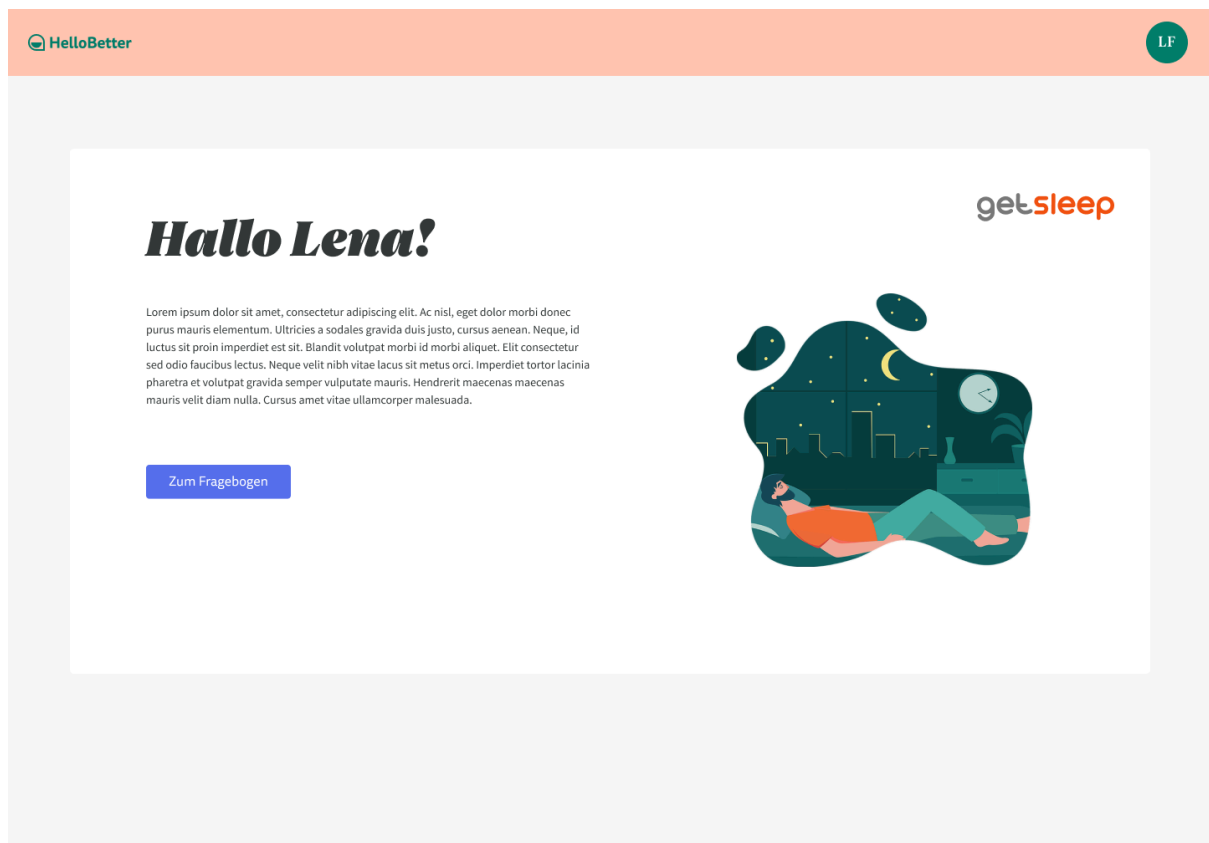 HelloBetter
LF
getsleep
Hallo Lena!
Lorem ipsum dolor sit amet, consectetur adipiscing elit. Ac nisl, eget dolor morbi donec
purus mauris elementum. Ultricies a sodales gravida duis justo, cursus aenean. Neque, id
luctus sit proin imperdiet est sit. Blandit volutpat morbi id morbi aliquet. Elit consectetur
sed odio faucibus lectus. Neque velit nibh vitae lacus sit metus orci. Imperdiet tortor lacinia
pharetra et volutpat gravida semper vulputate mauris. Hendrerit maecenas maecenas
mauris velit diam nulla. Cursus amet vitae ullamcorper malesuada.
Zum Fragebogen